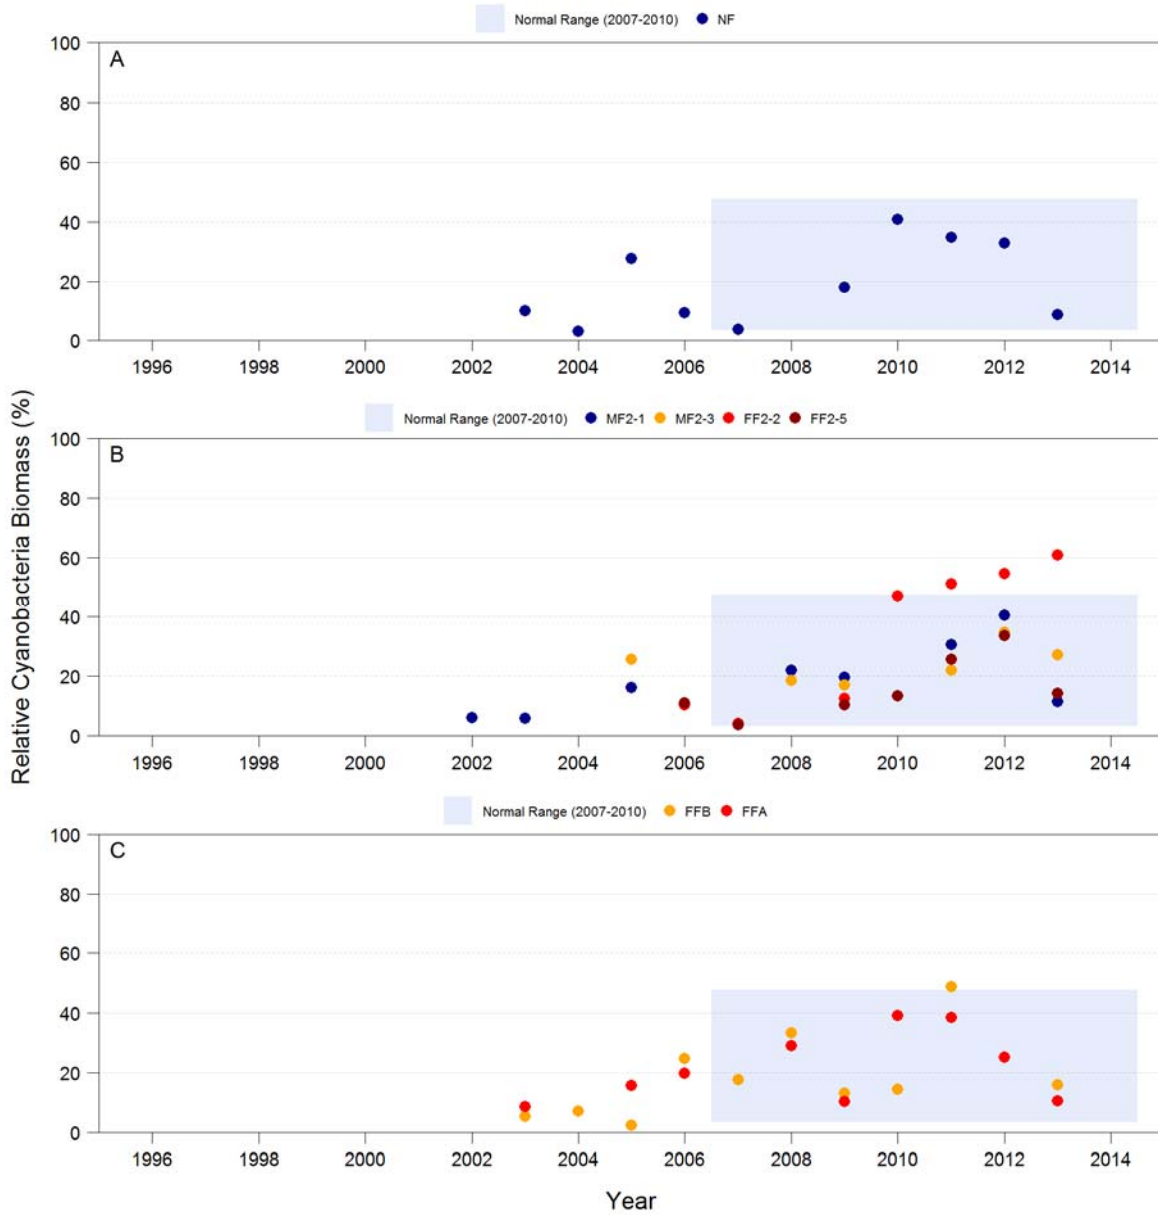 Normal Range (2007-2010) NF
A
100
80
60
40
20
0
1996 1998 2000 2002 2004 2006 2008 2010 2012 2014
Relative Cyanobacteria Biomass (%)
Normal Range (2007-2010) MF2-1 MF2-3 FF2-2 FF2-5
B
100
80
60
40
20
0
1996 1998 2000 2002 2004 2006 2008 2010 2012 2014
Normal Range (2007-2010) FFB FFA
C
100
80
60
40
20
0
1996 1998 2000 2002 2004 2006 2008 2010 2012 2014
Year